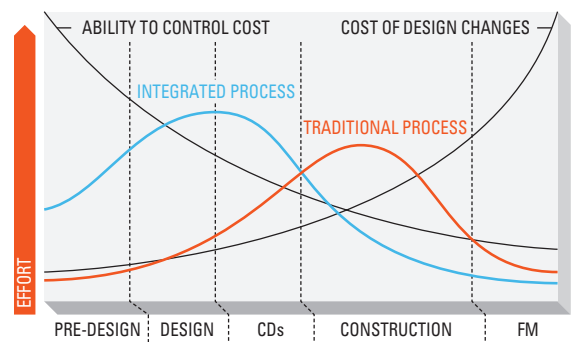 ABILITY TO CONTROL COST
COST OF DESIGN CHANGES
INTEGRATED PROCESS
TRADITIONAL PROCESS
EFFORT
PRE-DESIGN
DESIGN
CDs
CONSTRUCTION
FM